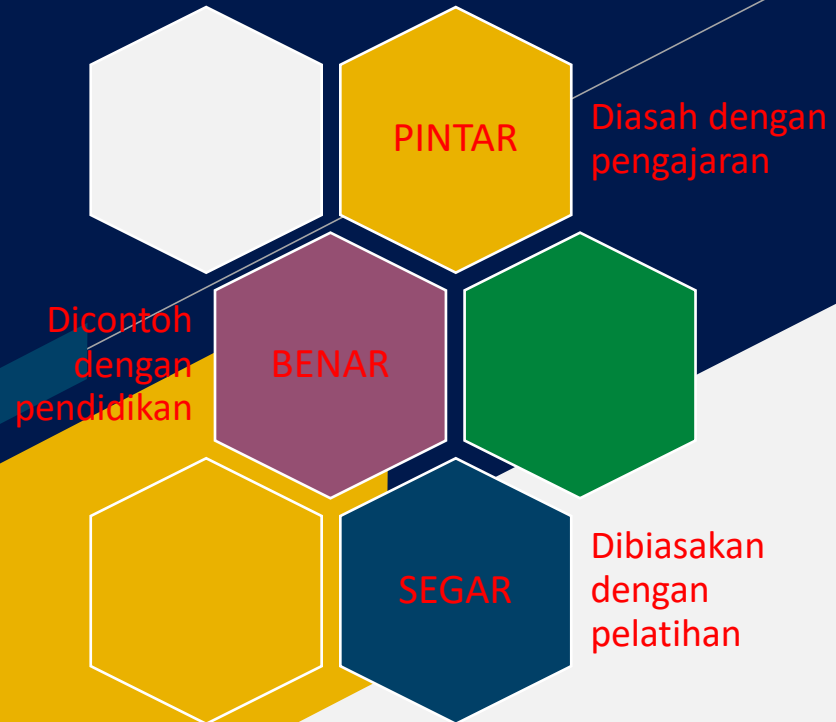 PINTAR
Diasah dengan
pengajaran
Dicontoh
dengan
pendidikan
BENAR
SEGAR
Dibiasakan
dengan
pelatihan